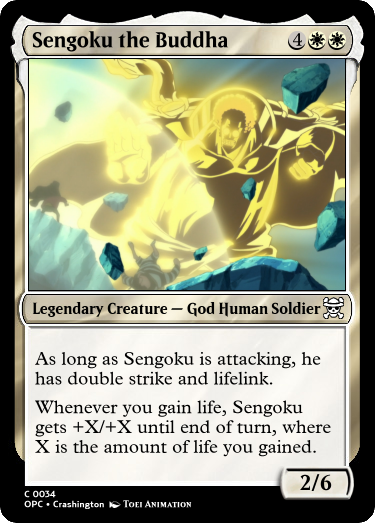 Sengoku the Buddha 4
Legendary Creature — God Human Soldier
As long as Sengoku is attacking, he
has double strike and lifelink.
Whenever you gain life, Sengoku
gets +X/+X until end of turn, where
X is the amount of life you gained.
2/6
C 0034
OPC • Crashington Toei Animation